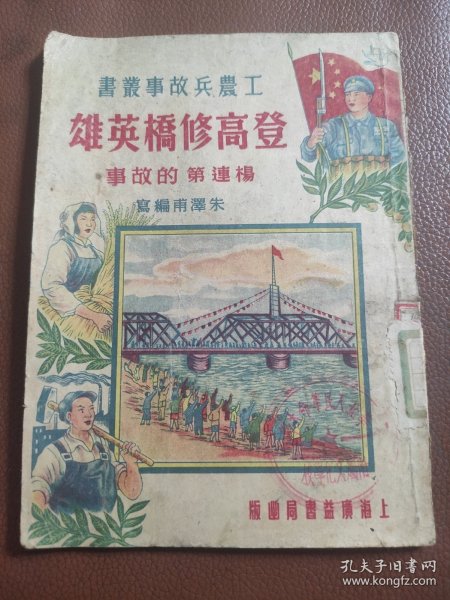 工農兵故事叢書
登高修橋英雄
楊連第的故事
朱澤甫編寫
上海廣益書局出版
孔夫子旧书网
www.kongfz.com